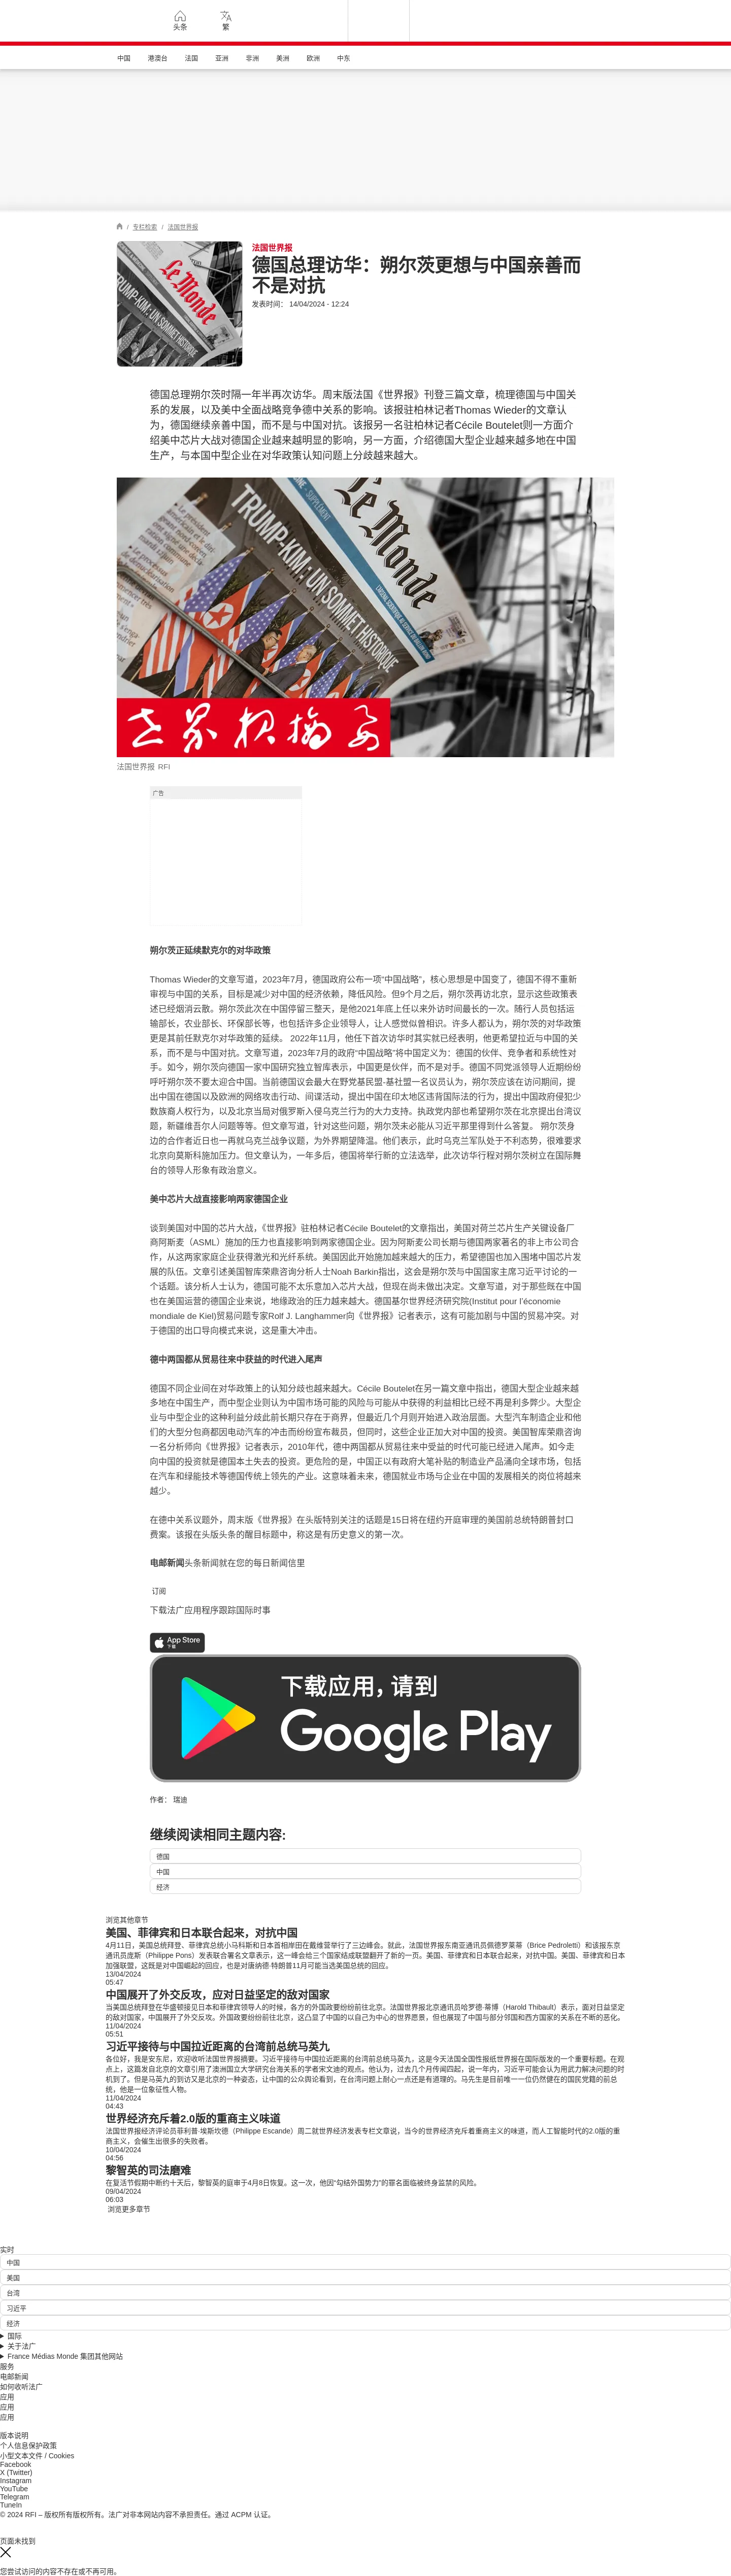 头条
繁
中国
港澳台
法国
亚洲
非洲
美洲
欧洲
中东
/ 专栏检索 / 法国世界报
Le Monde
法国世界报
德国总理访华：朔尔茨更想与中国亲善而
不是对抗
发表时间： 14/04/2024 - 12:24
德国总理朔尔茨时隔一年半再次访华。周末版法国《世界报》刊登三篇文章，梳理德国与中国关
系的发展，以及美中全面战略竞争德中关系的影响。该报驻柏林记者Thomas Wieder的文章认
为，德国继续亲善中国，而不是与中国对抗。该报另一名驻柏林记者Cécile Boutelet则一方面介
绍美中芯片大战对德国企业越来越明显的影响，另一方面，介绍德国大型企业越来越多地在中国
生产，与本国中型企业在对华政策认知问题上分歧越来越大。
TRUMP-KIM: UN SOMMET HISTORIQUE
Le Monde
世界报摘要
法国世界报 RFI
广告
朔尔茨正延续默克尔的对华政策
Thomas Wieder的文章写道，2023年7月，德国政府公布一项“中国战略”，核心思想是中国变了，德国不得不重新
审视与中国的关系，目标是减少对中国的经济依赖，降低风险。但9个月之后，朔尔茨再访北京，显示这些政策表
述已经烟消云散。朔尔茨此次在中国停留三整天，是他2021年底上任以来外访时间最长的一次。随行人员包括运
输部长，农业部长、环保部长等，也包括许多企业领导人，让人感觉似曾相识。许多人都认为，朔尔茨的对华政策
更是其前任默克尔对华政策的延续。 2022年11月，他任下首次访华时其实就已经表明，他更希望拉近与中国的关
系，而不是与中国对抗。文章写道，2023年7月的政府“中国战略”将中国定义为：德国的伙伴、竞争者和系统性对
手。如今，朔尔茨向德国一家中国研究独立智库表示，中国更是伙伴，而不是对手。德国不同党派领导人近期纷纷
呼吁朔尔茨不要太迎合中国。当前德国议会最大在野党基民盟-基社盟一名议员认为，朔尔茨应该在访问期间，提
出中国在德国以及欧洲的网络攻击行动、间谍活动，提出中国在印太地区违背国际法的行为，提出中国政府侵犯少
数族裔人权行为，以及北京当局对俄罗斯入侵乌克兰行为的大力支持。执政党内部也希望朔尔茨在北京提出台湾议
题，新疆维吾尔人问题等等。但文章写道，针对这些问题，朔尔茨未必能从习近平那里得到什么答复。 朔尔茨身
边的合作者近日也一再就乌克兰战争议题，为外界期望降温。他们表示，此时乌克兰军队处于不利态势，很难要求
北京向莫斯科施加压力。但文章认为，一年多后，德国将举行新的立法选举，此次访华行程对朔尔茨树立在国际舞
台的领导人形象有政治意义。
美中芯片大战直接影响两家德国企业
谈到美国对中国的芯片大战，《世界报》驻柏林记者Cécile Boutelet的文章指出，美国对荷兰芯片生产关键设备厂
商阿斯麦（ASML）施加的压力也直接影响到两家德国企业。因为阿斯麦公司长期与德国两家著名的非上市公司合
作，从这两家家庭企业获得激光和光纤系统。美国因此开始施加越来越大的压力，希望德国也加入围堵中国芯片发
展的队伍。文章引述美国智库荣鼎咨询分析人士Noah Barkin指出，这会是朔尔茨与中国国家主席习近平讨论的一
个话题。该分析人士认为，德国可能不太乐意加入芯片大战，但现在尚未做出决定。文章写道，对于那些既在中国
也在美国运营的德国企业来说，地缘政治的压力越来越大。德国基尔世界经济研究院(Institut pour l’économie
mondiale de Kiel)贸易问题专家Rolf J. Langhammer向《世界报》记者表示，这有可能加剧与中国的贸易冲突。对
于德国的出口导向模式来说，这是重大冲击。
德中两国都从贸易往来中获益的时代进入尾声
德国不同企业间在对华政策上的认知分歧也越来越大。Cécile Boutelet在另一篇文章中指出，德国大型企业越来越
多地在中国生产，而中型企业则认为中国市场可能的风险与可能从中获得的利益相比已经不再是利多弊少。大型企
业与中型企业的这种利益分歧此前长期只存在于商界，但最近几个月则开始进入政治层面。大型汽车制造企业和他
们的大型分包商都因电动汽车的冲击而纷纷宣布裁员，但同时，这些企业正加大对中国的投资。美国智库荣鼎咨询
一名分析师向《世界报》记者表示，2010年代，德中两国都从贸易往来中受益的时代可能已经进入尾声。如今走
向中国的投资就是德国本土失去的投资。更危险的是，中国正以有政府大笔补贴的制造业产品涌向全球市场，包括
在汽车和绿能技术等德国传统上领先的产业。这意味着未来，德国就业市场与企业在中国的发展相关的岗位将越来
越少。
在德中关系议题外，周末版《世界报》在头版特别关注的话题是15日将在纽约开庭审理的美国前总统特朗普封口
费案。该报在头版头条的醒目标题中，称这是有历史意义的第一次。
电邮新闻头条新闻就在您的每日新闻信里
订阅
下载法广应用程序跟踪国际时事
App Store
下载
下载应用，请到
Google Play
作者： 瑞迪
继续阅读相同主题内容:
德国
中国
经济
浏览其他章节
美国、菲律宾和日本联合起来，对抗中国
4月11日，美国总统拜登、菲律宾总统小马科斯和日本首相岸田在戴维营举行了三边峰会。就此，法国世界报东南亚通讯员佩德罗莱蒂（Brice Pedroletti）和该报东京
通讯员庞斯（Philippe Pons）发表联合署名文章表示，这一峰会给三个国家结成联盟翻开了新的一页。美国、菲律宾和日本联合起来，对抗中国。美国、菲律宾和日本
加强联盟，这既是对中国崛起的回应，也是对唐纳德·特朗普11月可能当选美国总统的回应。
13/04/2024
05:47
中国展开了外交反攻，应对日益坚定的敌对国家
当美国总统拜登在华盛顿接见日本和菲律宾领导人的时候，各方的外国政要纷纷前往北京。法国世界报北京通讯员哈罗德·蒂博（Harold Thibault）表示，面对日益坚定
的敌对国家，中国展开了外交反攻。外国政要纷纷前往北京，这凸显了中国的以自己为中心的世界愿景，但也展现了中国与部分邻国和西方国家的关系在不断的恶化。
11/04/2024
05:51
习近平接待与中国拉近距离的台湾前总统马英九
各位好，我是安东尼，欢迎收听法国世界报摘要。习近平接待与中国拉近距离的台湾前总统马英九，这是今天法国全国性报纸世界报在国际版发的一个重要标题。在观
点上，这篇发自北京的文章引用了澳洲国立大学研究台海关系的学者宋文迪的观点。他认为，过去几个月传闻四起，说一年内，习近平可能会认为用武力解决问题的时
机到了。但是马英九的到访又是北京的一种姿态，让中国的公众舆论看到，在台湾问题上耐心一点还是有道理的。马先生是目前唯一一位仍然健在的国民党籍的前总
统，他是一位象征性人物。
11/04/2024
04:43
世界经济充斥着2.0版的重商主义味道
法国世界报经济评论员菲利普·埃斯坎德（Philippe Escande）周二就世界经济发表专栏文章说，当今的世界经济充斥着重商主义的味道，而人工智能时代的2.0版的重
商主义，会催生出很多的失败者。
10/04/2024
04:56
黎智英的司法磨难
在复活节假期中断约十天后，黎智英的庭审于4月8日恢复。这一次，他因“勾结外国势力”的罪名面临被终身监禁的风险。
09/04/2024
06:03
浏览更多章节
实时
中国
美国
台湾
习近平
经济
国际
关于法广
France Médias Monde 集团其他网站
服务
电邮新闻
如何收听法广
应用
应用
应用
版本说明
个人信息保护政策
小型文本文件 / Cookies
Facebook
X (Twitter)
Instagram
YouTube
Telegram
TuneIn
© 2024 RFI – 版权所有版权所有。法广对非本网站内容不承担责任。通过 ACPM 认证。
页面未找到
您尝试访问的内容不存在或不再可用。